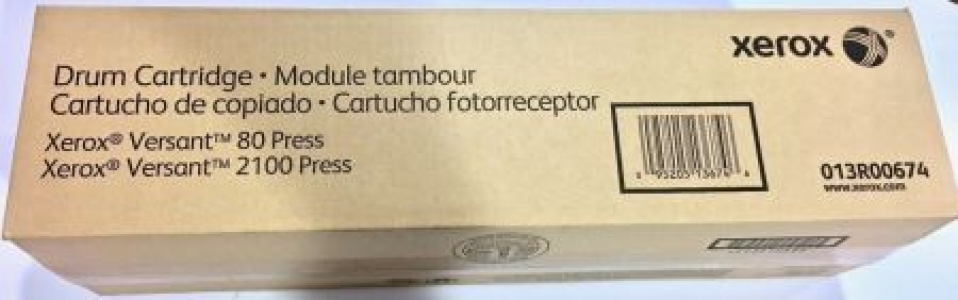 xerox ®
Drum Cartridge • Module tambour
Cartucho de copiado • Cartucho fotorreceptor
Xerox® Versant™ 80 Press
Xerox® Versant™ 2100 Press
013R00674
www.xerox.com